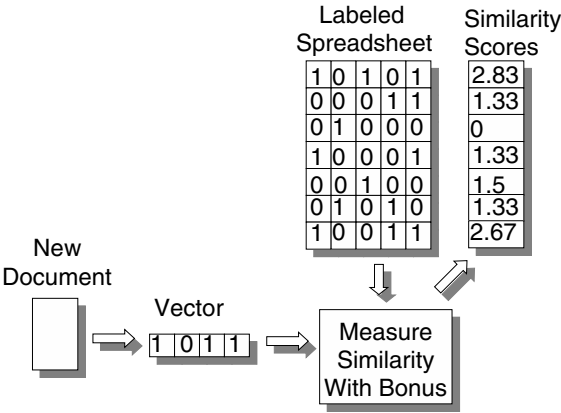 Labeled
Spreadsheet
Similarity
Scores
1 0 1 0 1
0 0 0 1 1
0 1 0 0 0
1 0 0 0 1
0 0 1 0 0
0 1 0 1 0
1 0 0 1 1
2.83
1.33
0
1.33
1.5
1.33
2.67
New
Document
Vector
1 0 1 1
Measure
Similarity
With Bonus